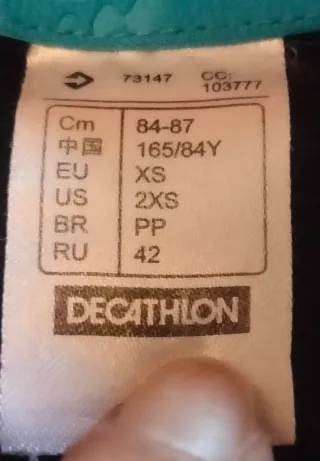 73147 CC: 103777
Cm 84-87
中国 165/84Y
EU XS
US 2XS
BR PP
RU 42
DECATHLON